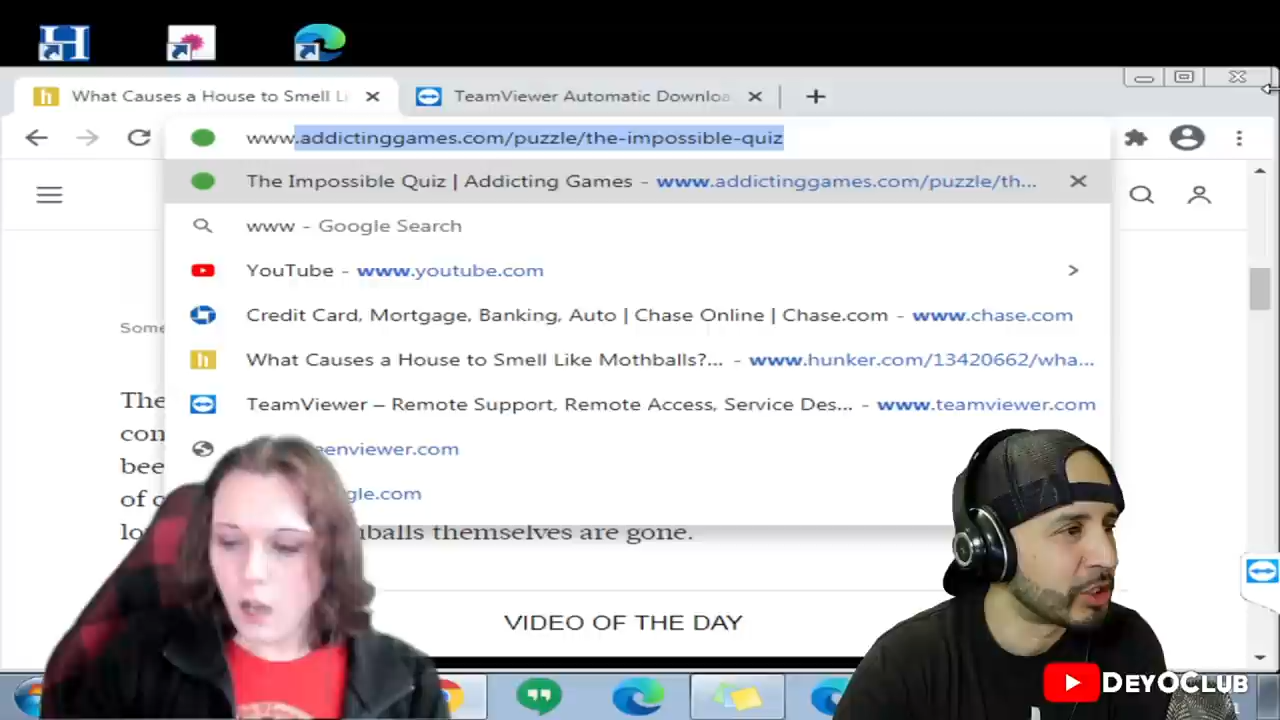 H
What Causes a House to Smell Li
TeamViewer Automatic Downloa
www.addictinggames.com/puzzle/the-impossible-quiz
The Impossible Quiz | Addicting Games - www.addictinggames.com/puzzle/th...
www - Google Search
YouTube - www.youtube.com
Credit Card, Mortgage, Banking, Auto | Chase Online | Chase.com - www.chase.com
What Causes a House to Smell Like Mothballs?... - www.hunker.com/13420662/wha...
TeamViewer – Remote Support, Remote Access, Service Des... - www.teamviewer.com
eenviewer.com
gle.com
Some
The
con
bee
of c
lo
balls themselves are gone.
VIDEO OF THE DAY
DEYOCLUB